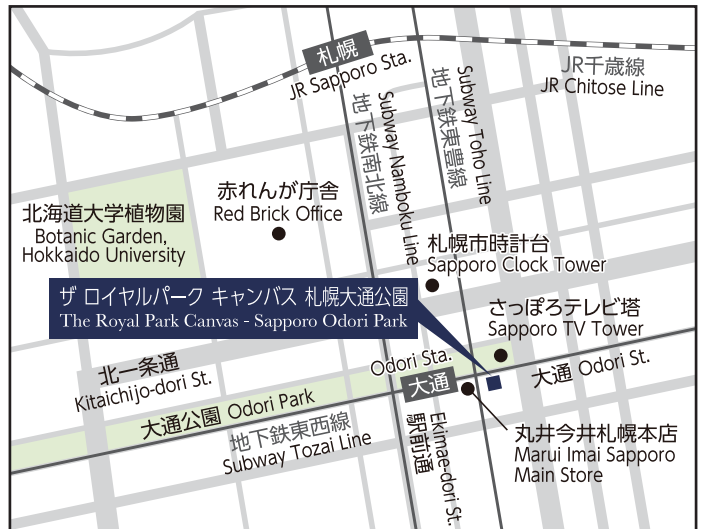 札幌
JR Sapporo Sta.
JR千歳線
JR Chitose Line
Subway Toho Line
地下鉄東豊線
Subway Namboku Line
地下鉄南北線
北海道大学植物園
Botanic Garden,
Hokkaido University
赤れんが庁舎
Red Brick Office
札幌市時計台
Sapporo Clock Tower
ザ ロイヤルパーク キャンバス 札幌大通公園
The Royal Park Canvas - Sapporo Odori Park
さっぽろテレビ塔
Sapporo TV Tower
北一条通
Kitaichijo-dori St.
Odori Sta.
大通
大通 Odori St.
大通公園 Odori Park
地下鉄東西線
Subway Tozai Line
Ekimae-dori St.
駅前通
丸井今井札幌本店
Marui Imai Sapporo
Main Store